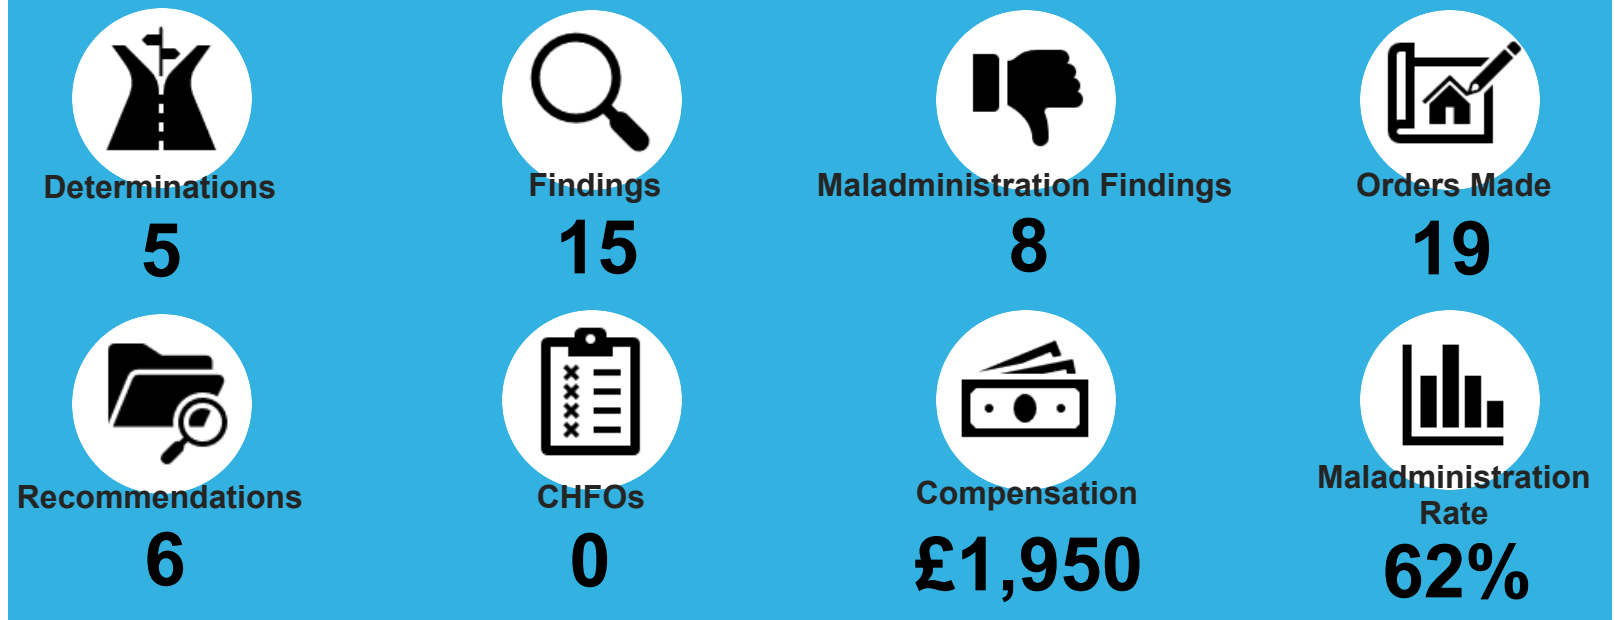 Determinations
5
Findings
15
Maladministration Findings
8
Orders Made
19
Recommendations
6
CHFOs
0
Compensation
£1,950
Maladministration
Rate
62%